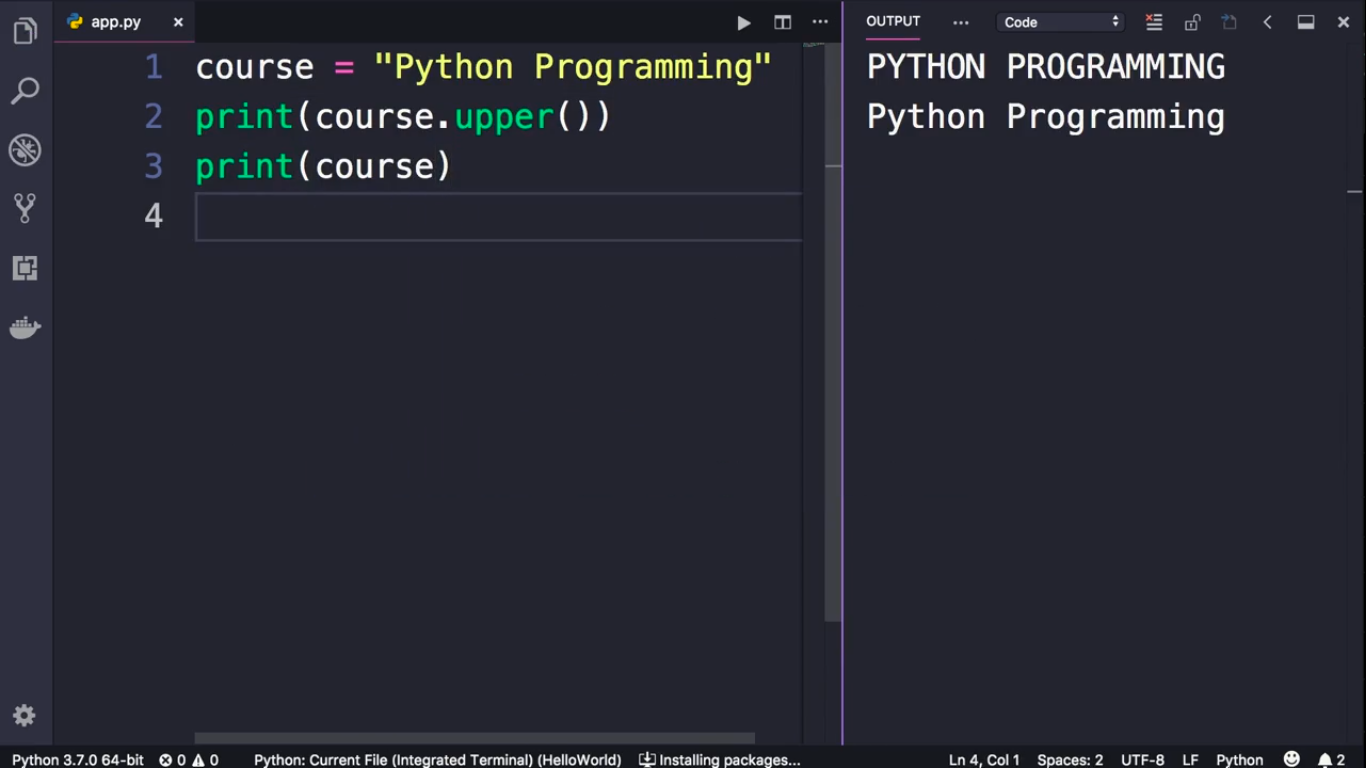 app.py
1 course = "Python Programming"
2 print(course.upper())
3 print(course)
4
OUTPUT
Code
PYTHON PROGRAMMING
Python Programming
Python 3.7.0 64-bit 0 0 Python: Current File (Integrated Terminal) (HelloWorld) Installing packages... Ln 4, Col 1 Spaces: 2 UTF-8 LF Python 2